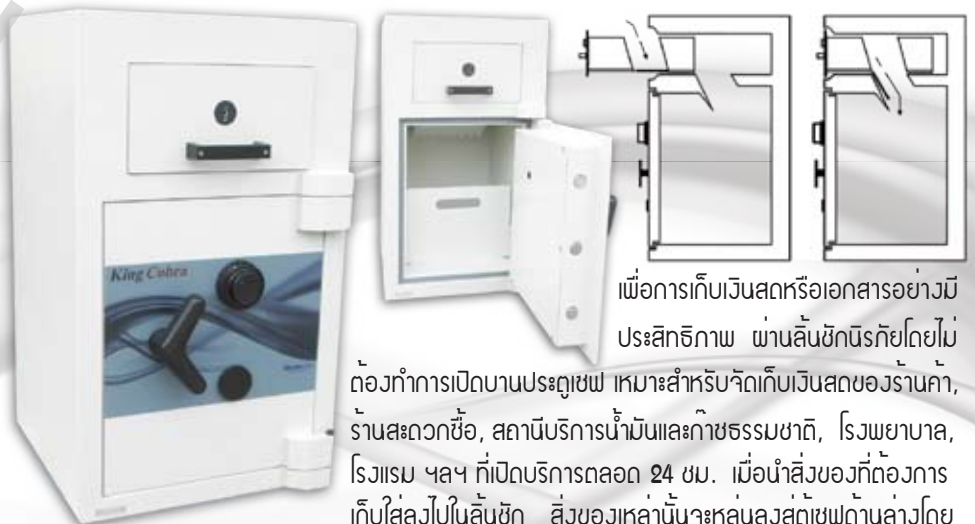 King Cobra
เพื่อการเก็บเงินสดหรือเอกสารอย่างมี
ประสิทธิภาพ ผ่านลิ้นชักนิรภัยโดยไม่
ต้องทำการเปิดบานประตูเซฟ เหมาะสำหรับจัดเก็บเงินสดของร้านค้า,
ร้านสะดวกซื้อ, สถานีบริการน้ำมันและก๊าซธรรมชาติ, โรงพยาบาล,
โรงแรม ฯลฯ ที่เปิดบริการตลอด 24 ชม. เมื่อนำสิ่งของที่ต้องการ
เก็บใส่ลงไปในลิ้นชัก สิ่งของเหล่านั้นจะหล่นลงสู่ตู้เซฟด้านล่างโดย